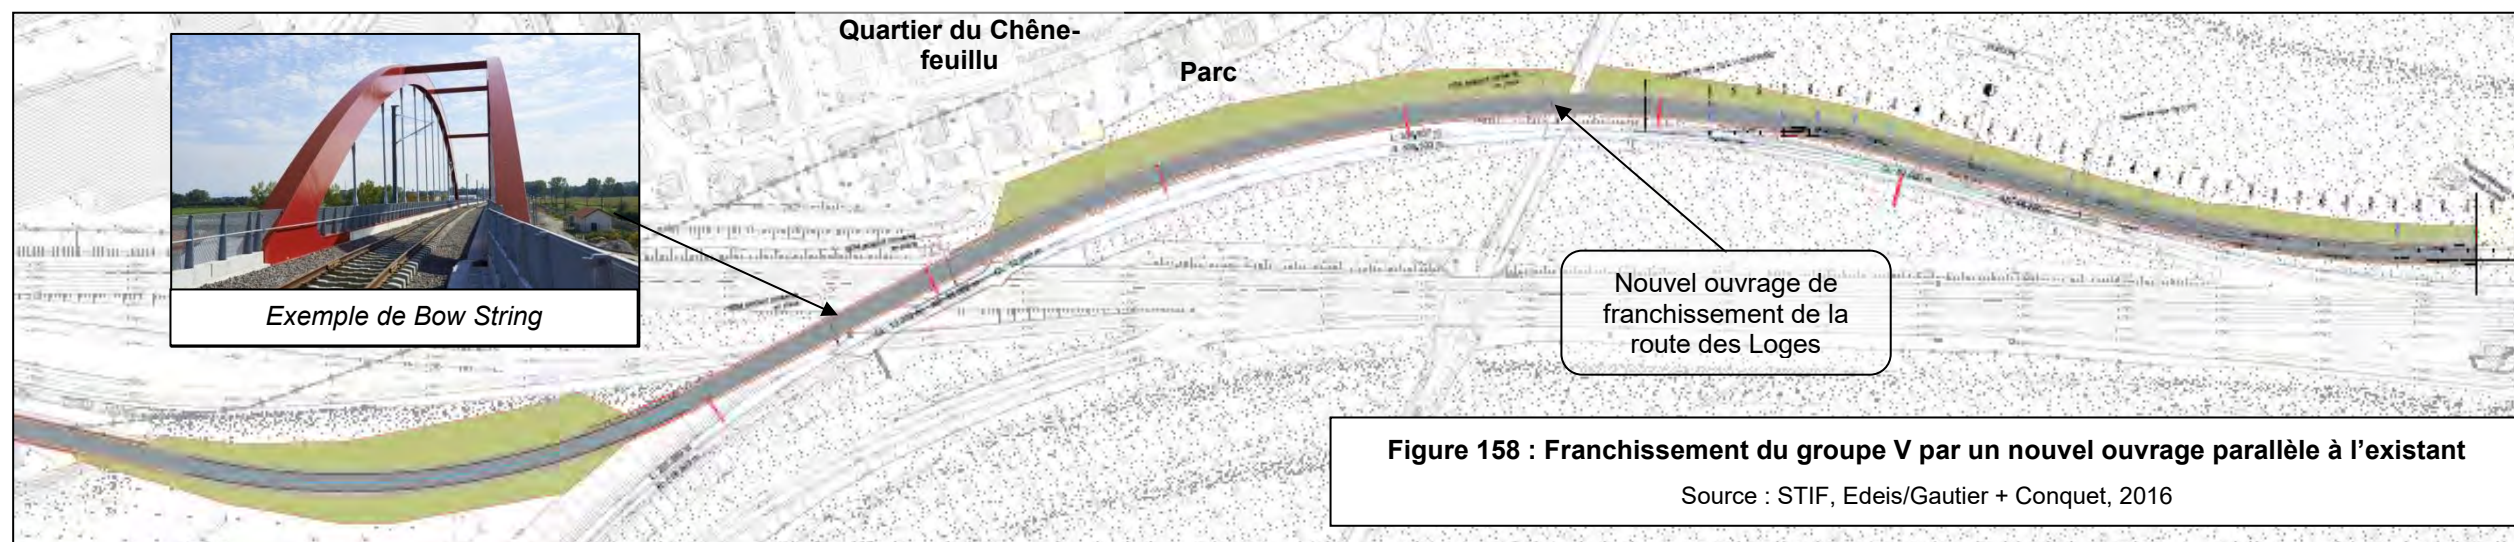 Quartier du Chêne-
feuillu
Parc
Exemple de Bow String
Nouvel ouvrage de
franchissement de la
route des Loges
Figure 158 : Franchissement du groupe V par un nouvel ouvrage parallèle à l’existant
Source : STIF, Edeis/Gautier + Conquet, 2016